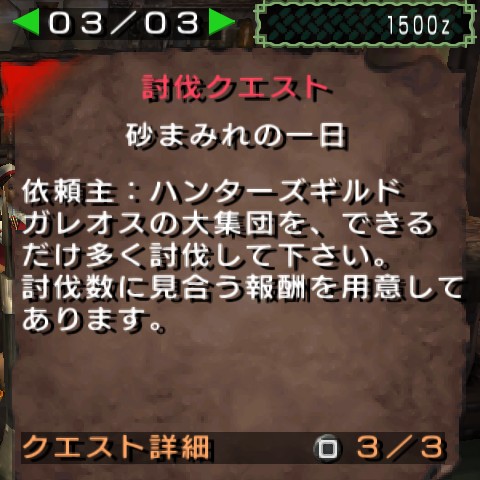 03/03
1500z
討伐クエスト
砂まみれの一日
依頼主：ハンターズギルド
ガレオスの大集団を、できる
だけ多く討伐して下さい。
討伐数に見合う報酬を用意して
あります。
クエスト詳細 3/3